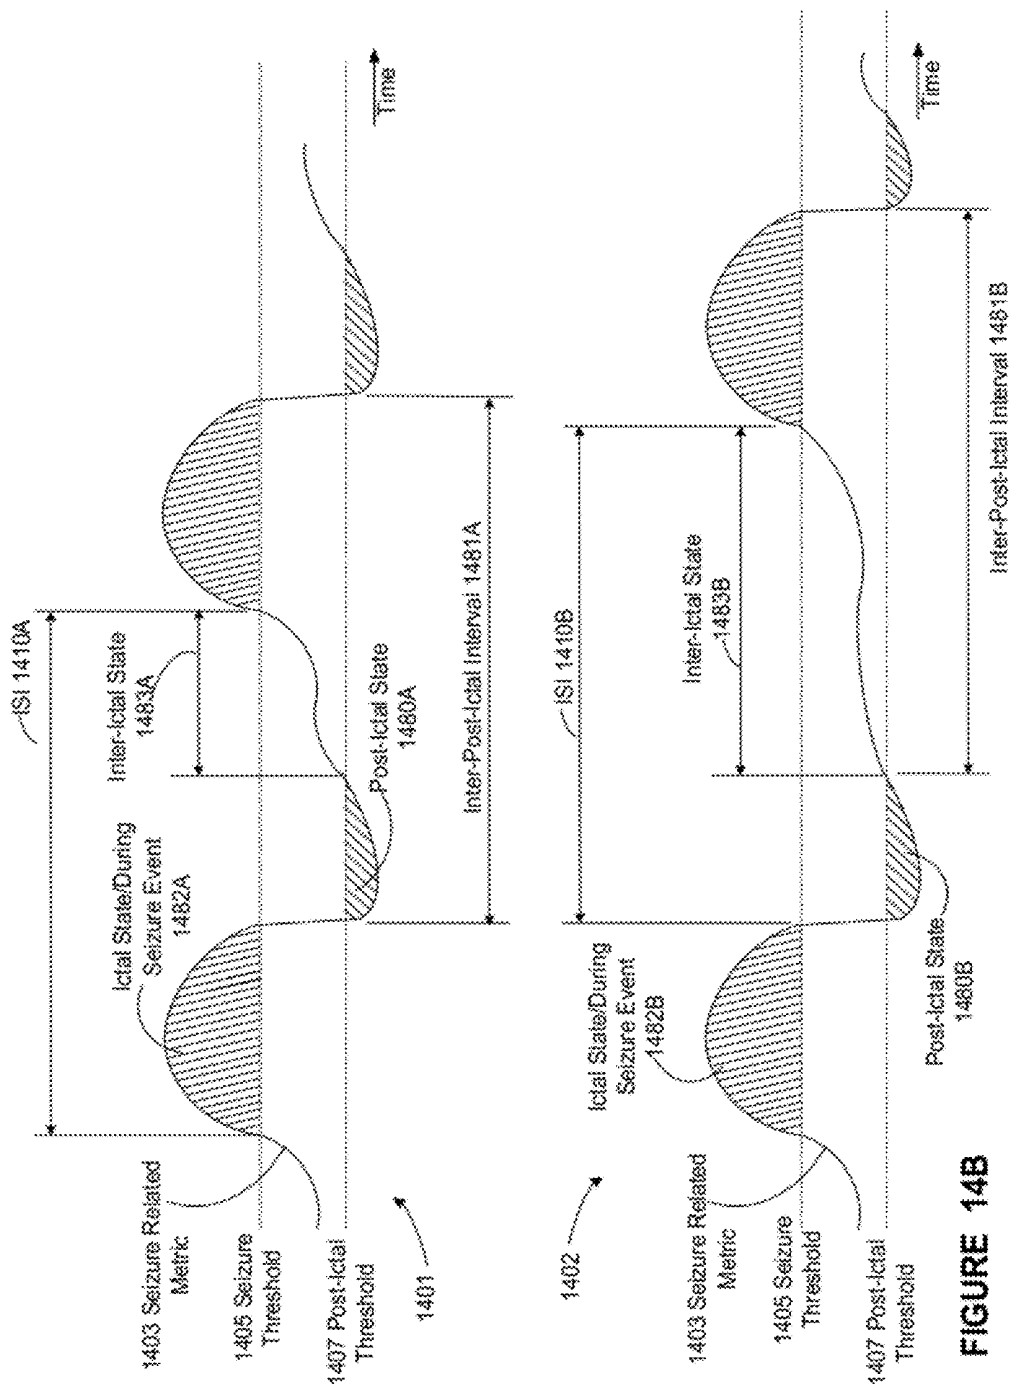 ISI 1410A
Inter-Ictal State
1483A
Ictal State/During
Seizure Event
1482A
1403 Seizure Related
Metric
1405 Seizure
Threshold
1407 Post-Ictal
Threshold
Post-Ictal State
1480A
Inter-Post-Ictal Interval 1481A
Time
1401
ISI 1410B
Inter-Ictal State
1483B
Ictal State/During
Seizure Event
1482B
1402
1403 Seizure Related
Metric
1405 Seizure
Threshold
1407 Post-Ictal
Threshold
Post-Ictal State
1480B
Inter-Post-Ictal Interval 1481B
Time
FIGURE 14B